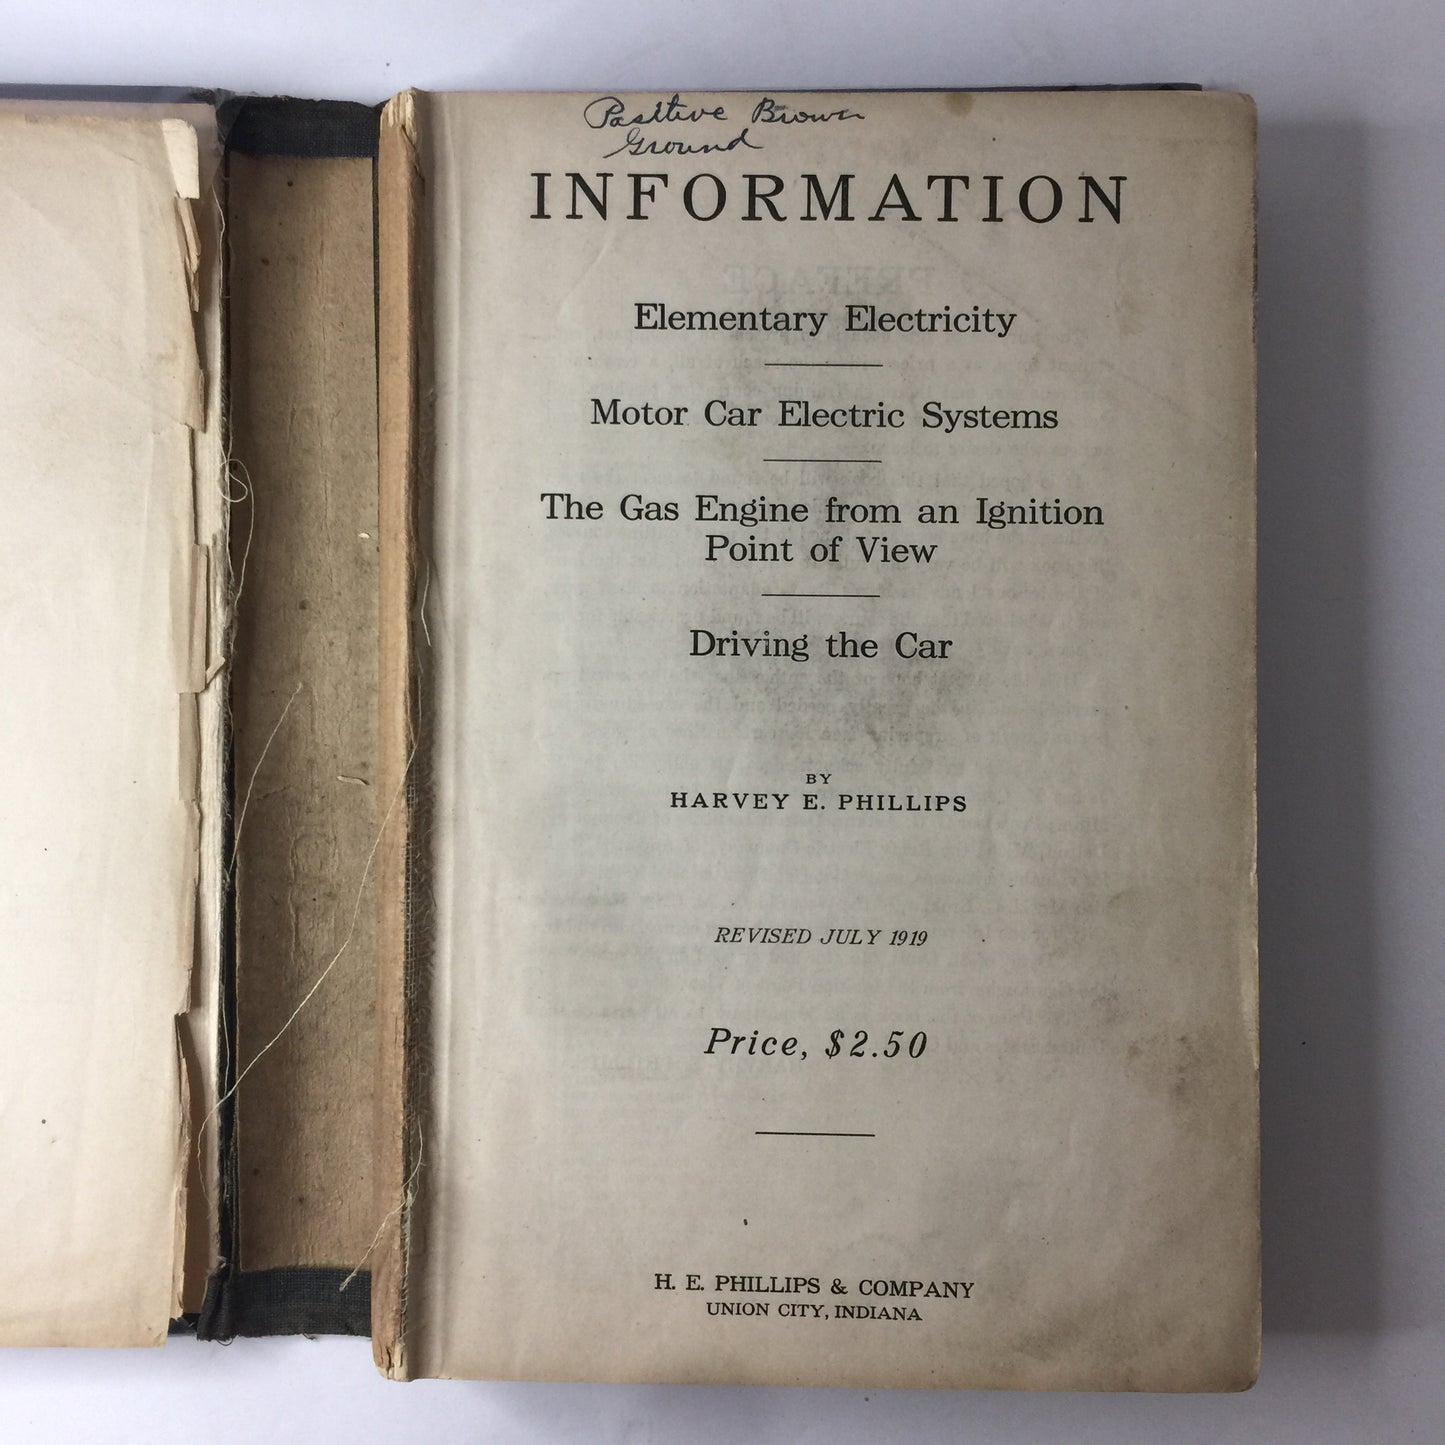 Positive Brown
Ground
INFORMATION
Elementary Electricity
Motor Car Electric Systems
The Gas Engine from an Ignition
Point of View
Driving the Car
BY
HARVEY E. PHILLIPS
REVISED JULY 1919
Price, $2.50
H. E. PHILLIPS & COMPANY
UNION CITY, INDIANA